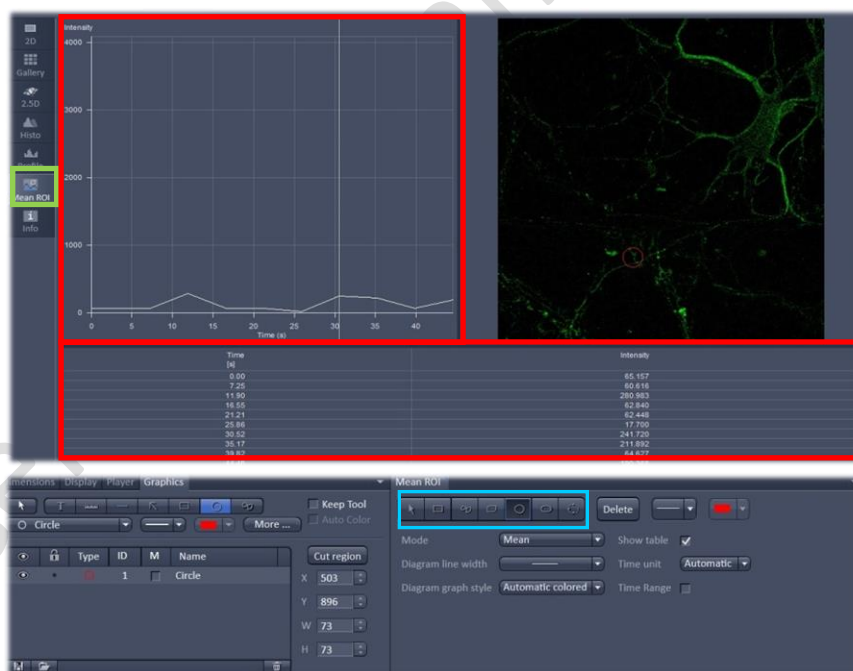 2D
Gallery
2.5D
Histo
Profile
Mean ROI
Info
Intensity
4000
3000
2000
1000
0
0 5 10 15 20 25 30 35 40
Time (s)
Time Intensity
[s]
0.00 65.157
7.25 60.616
11.90 280.983
16.55 62.840
21.21 62.448
25.86 17.700
30.52 241.720
35.17 211.892
39.82 64.627
Dimensions Display Player Graphics
Keep Tool
Circle More ... Auto Color
Type ID M Name Cut region
1 Circle X 503
Y 896
W 73
H 73
Mean ROI
Delete
Mode Mean Show table
Diagram line width Time unit Automatic
Diagram graph style Automatic colored Time Range